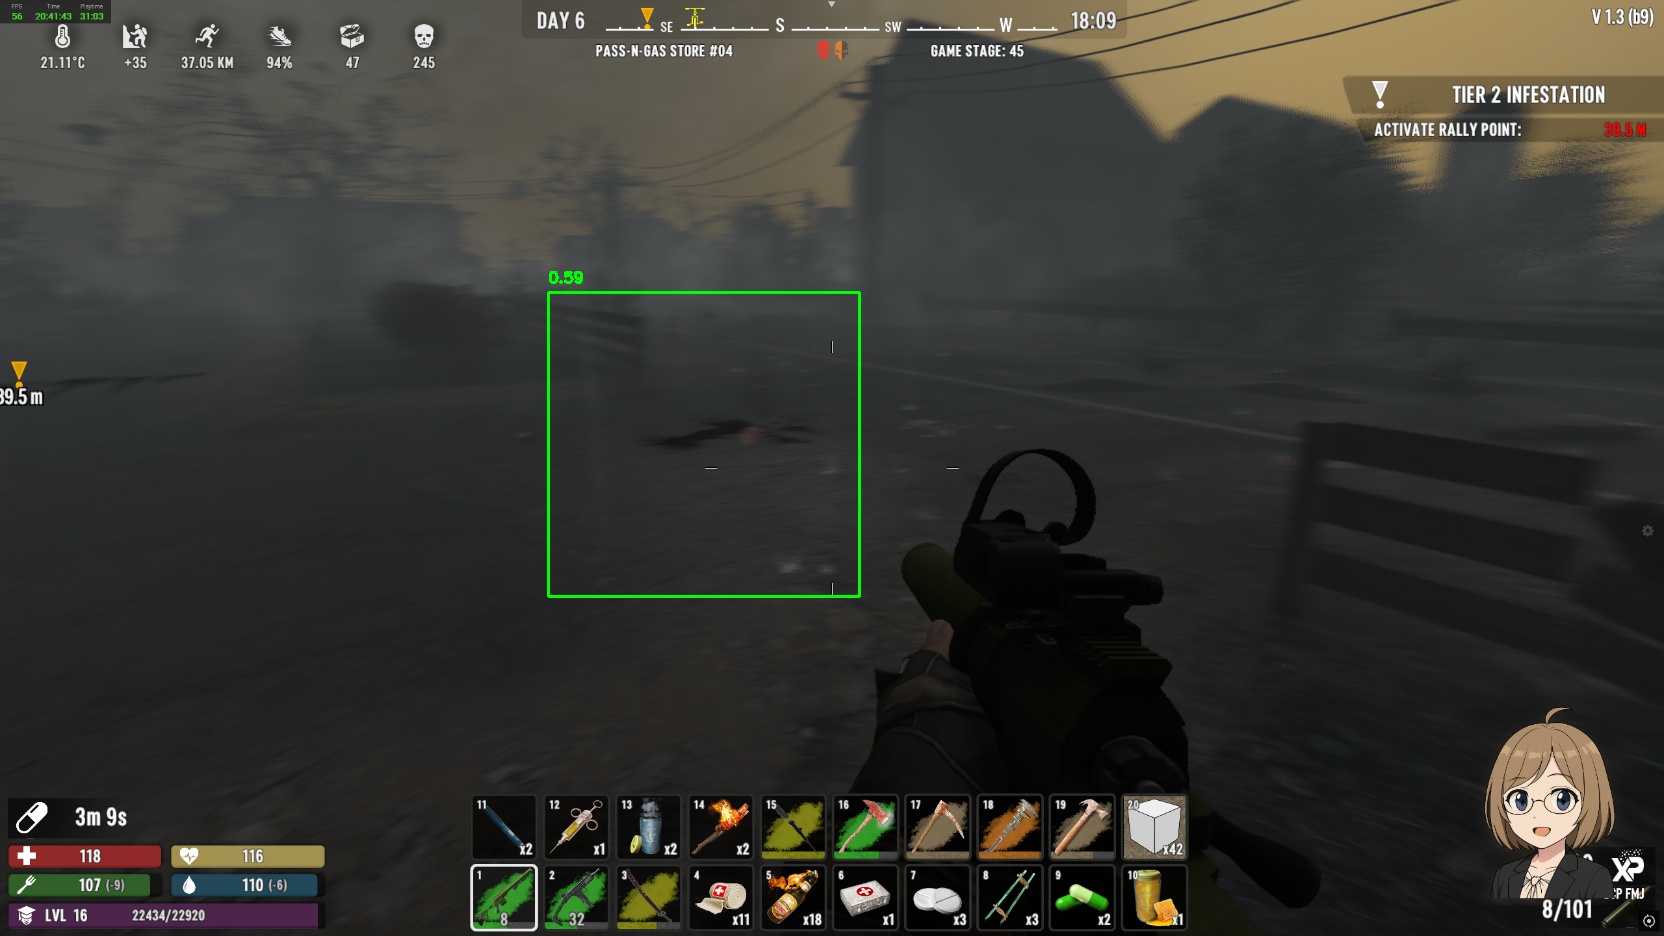 FPS Time Playtime
56 20:41:43 31:03
21.11°C +35 37.05 KM 94% 47 245
DAY 6 SE S SW W 18:09
PASS-N-GAS STORE #04 GAME STAGE: 45
V 1.3 (b9)
TIER 2 INFESTATION
ACTIVATE RALLY POINT: 39.5 M
0.59
39.5 m
3m 9s
118 116
107 (-9) 110 (-6)
LVL 16 22434/22920
11 x2 12 x1 13 x2 14 x2 15 16 17 18 19 20 x42
1 8 2 32 3 4 x11 5 x18 6 x1 7 x3 8 x3 9 x2 10 x1
XP
P FMJ
8/101